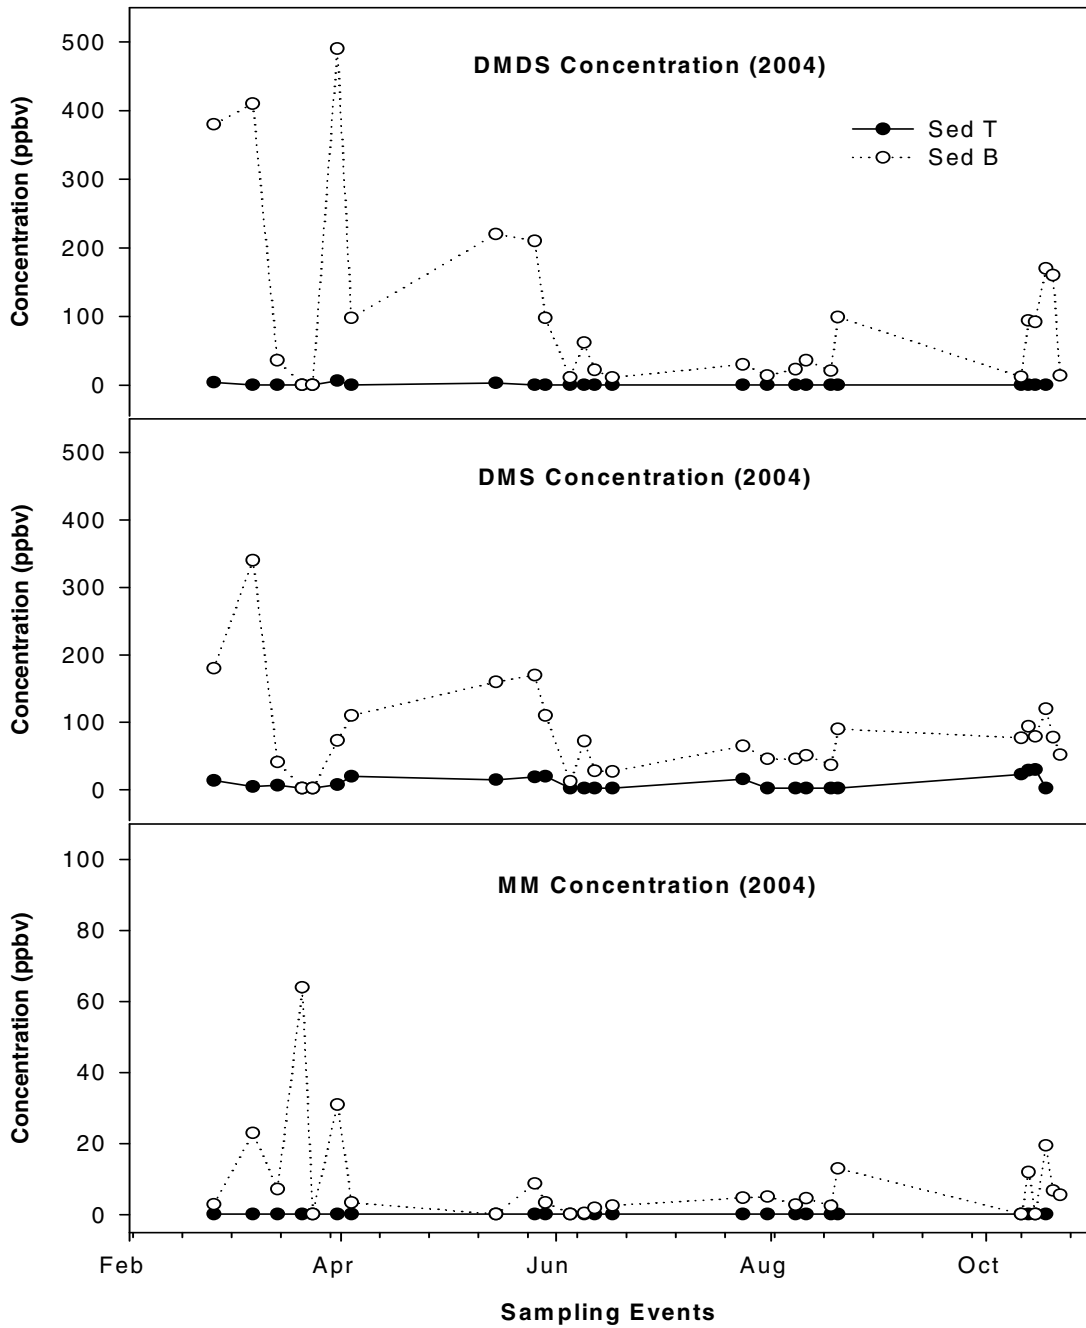 DMDS Concentration (2004)
Sed T
Sed B
Concentration (ppbv)
500
400
300
200
100
0
DMS Concentration (2004)
Concentration (ppbv)
500
400
300
200
100
0
MM Concentration (2004)
Concentration (ppbv)
100
80
60
40
20
0
Feb Apr Jun Aug Oct
Sampling Events